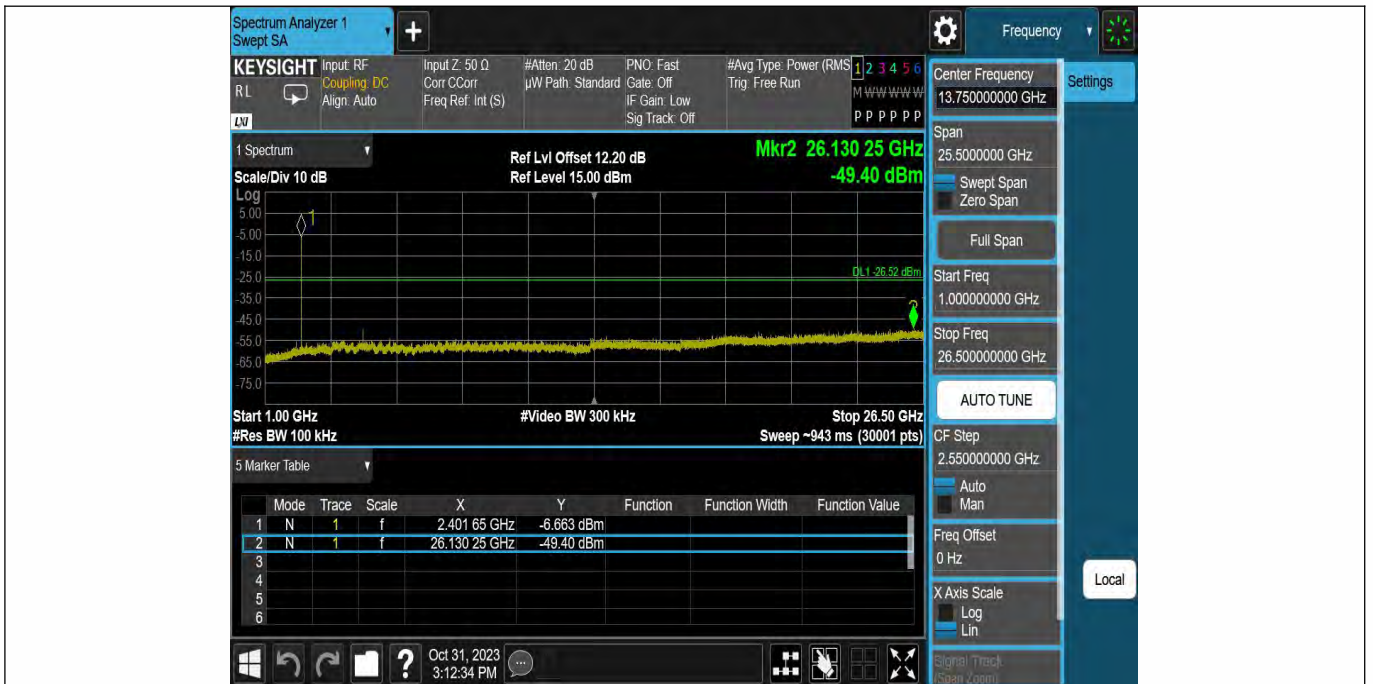 Spectrum Analyzer 1
Swept SA
+
Frequency
KEYSIGHT
RL
LXI
Input: RF
Coupling: DC
Align: Auto
Input Z: 50 Ω
Corr CCorr
Freq Ref: Int (S)
#Atten: 20 dB
µW Path: Standard
PNO: Fast
Gate: Off
IF Gain: Low
Sig Track: Off
#Avg Type: Power (RMS
Trig: Free Run
1 2 3 4 5 6
M W W W W W
P P P P P P
1 Spectrum
Scale/Div 10 dB
Ref Lvl Offset 12.20 dB
Ref Level 15.00 dBm
Mkr2 26.130 25 GHz
-49.40 dBm
Log
5.00
-5.00
-15.0
-25.0
-35.0
-45.0
-55.0
-65.0
-75.0
1
DL1 -26.52 dBm
2
Start 1.00 GHz
#Video BW 300 kHz
Stop 26.50 GHz
#Res BW 100 kHz
Sweep ~943 ms (30001 pts)
5 Marker Table
Mode Trace Scale X Y Function Function Width Function Value
1 N 1 f 2.401 65 GHz -6.663 dBm
2 N 1 f 26.130 25 GHz -49.40 dBm
3
4
5
6
?
Oct 31, 2023
3:12:34 PM
Center Frequency
13.750000000 GHz
Settings
Span
25.5000000 GHz
Swept Span
Zero Span
Full Span
Start Freq
1.000000000 GHz
Stop Freq
26.500000000 GHz
AUTO TUNE
CF Step
2.550000000 GHz
Auto
Man
Freq Offset
0 Hz
X Axis Scale
Log
Lin
Signal Track
(Span Zoom)
Local